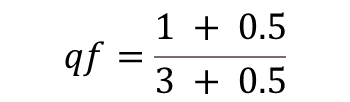 qf = (1 + 0.5) / (3 + 0.5)